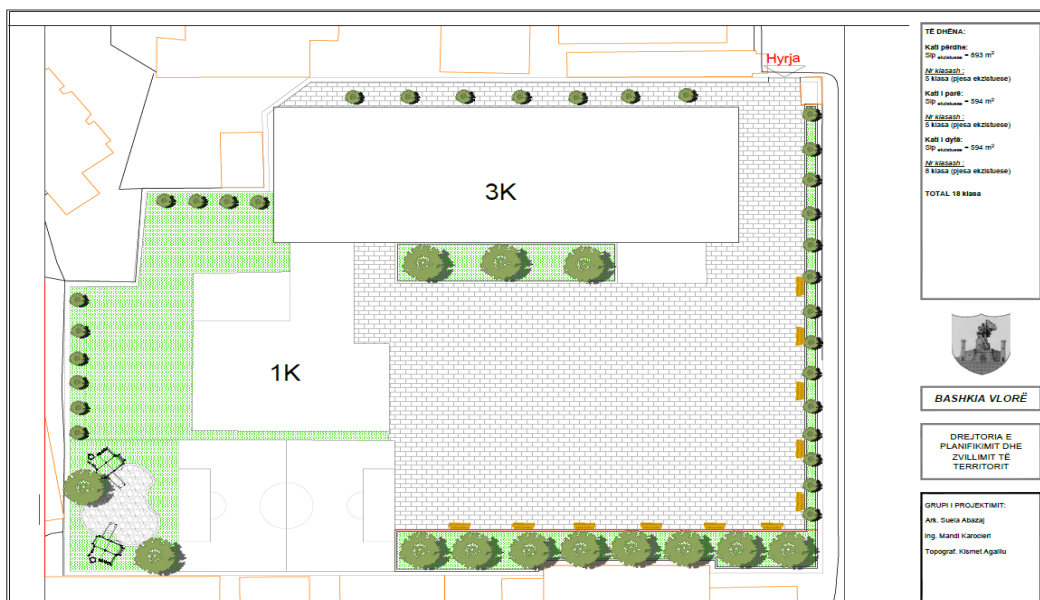 Hyrja
3K
1K
TË DHËNA:
Kati përdhe:
Sip ekzistuese = 893 m²
Nr klasash :
5 klasa (pjesa ekzistuese)
Kati i parë:
Sip ekzistuese = 594 m²
Nr klasash :
5 klasa (pjesa ekzistuese)
Kati i dytë:
Sip ekzistuese = 594 m²
Nr klasash :
8 klasa (pjesa ekzistuese)
TOTAL 18 klasa
BASHKIA VLORË
DREJTORIA E
PLANIFIKIMIT DHE
ZVILLIMIT TË
TERRITORIT
GRUPI I PROJEKTIMIT:
Ark. Suela Abazaj
Ing. Mandi Karocieri
Topograf. Kismet Agalliu